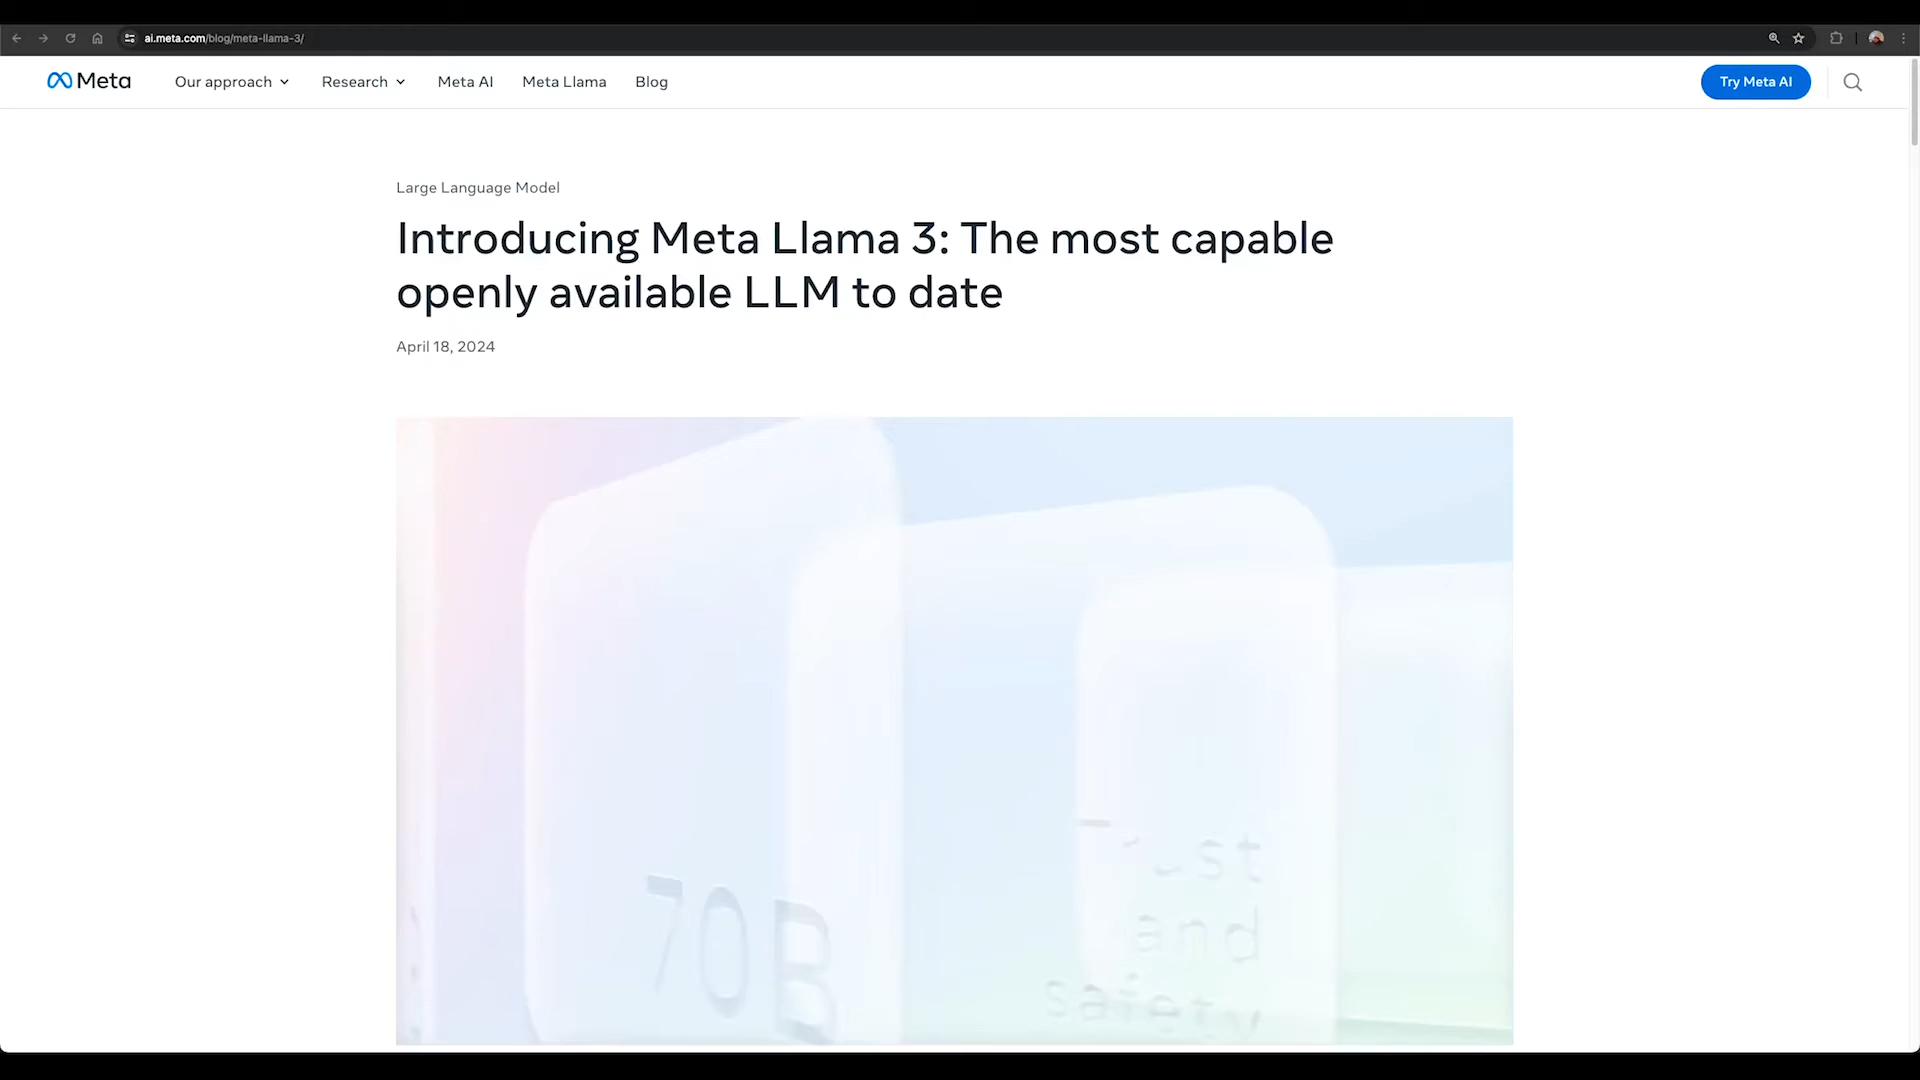 ai.meta.com/blog/meta-llama-3/
Meta
Our approach
Research
Meta AI
Meta Llama
Blog
Try Meta AI
Large Language Model
Introducing Meta Llama 3: The most capable
openly available LLM to date
April 18, 2024
70B
Trust
and
safety